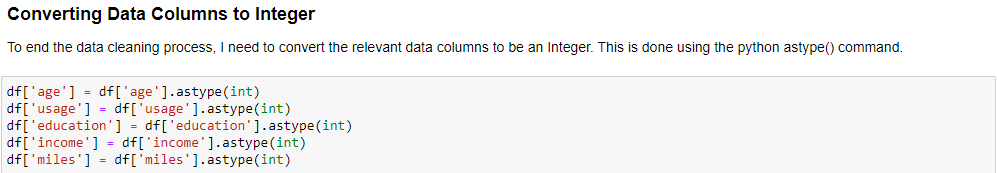 Converting Data Columns to Integer
To end the data cleaning process, I need to convert the relevant data columns to be an Integer. This is done using the python astype() command.
df['age'] = df['age'].astype(int)
df['usage'] = df['usage'].astype(int)
df['education'] = df['education'].astype(int)
df['income'] = df['income'].astype(int)
df['miles'] = df['miles'].astype(int)